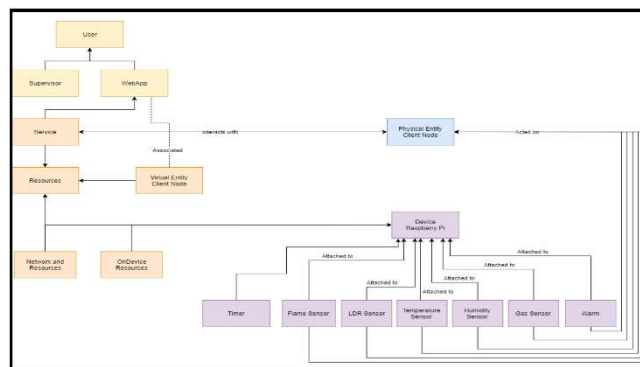 User
Supervisor
WebApp
Service
Interacts with
Physical Entity
Client Node
Acted on
Associated
Resources
Virtual Entity
Client Node
Device
Raspberry Pi
Network and
Resources
OnDevice
Resources
Attached to
Attached to
Attached to
Attached to
Attached to
Attached to
Timer
Flame Sensor
LDR Sensor
Temperature
Sensor
Humidity
Sensor
Gas Sensor
Alarm